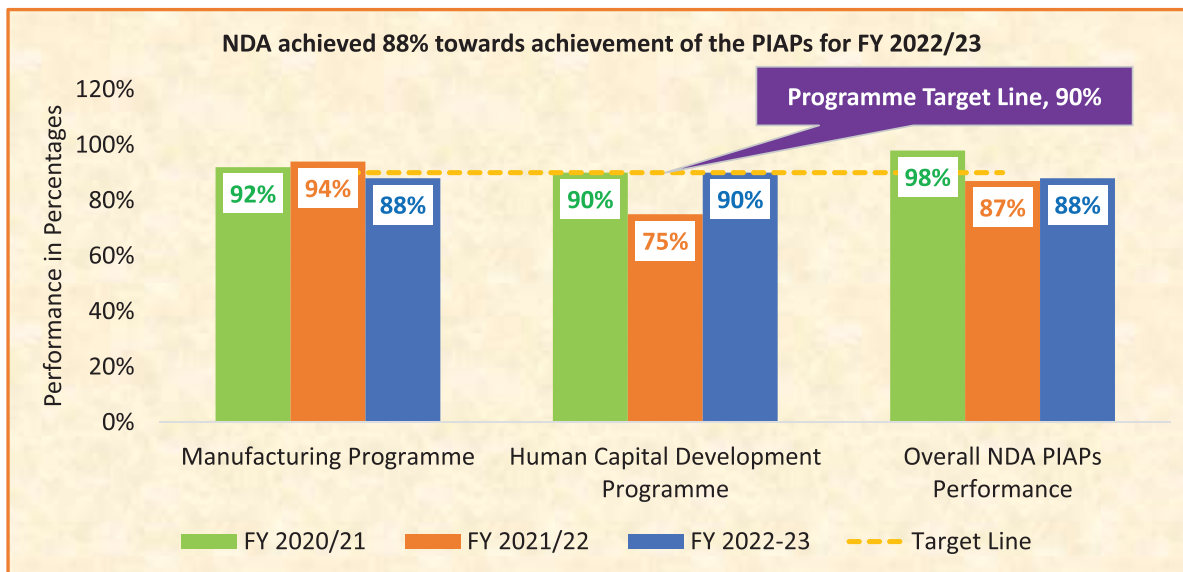 NDA achieved 88% towards achievement of the PIAPs for FY 2022/23
Programme Target Line, 90%
Performance in Percentages
120%
100%
80%
60%
40%
20%
0%
92%
94%
88%
90%
75%
90%
98%
87%
88%
Manufacturing Programme
Human Capital Development
Programme
Overall NDA PIAPs
Performance
FY 2020/21
FY 2021/22
FY 2022-23
Target Line